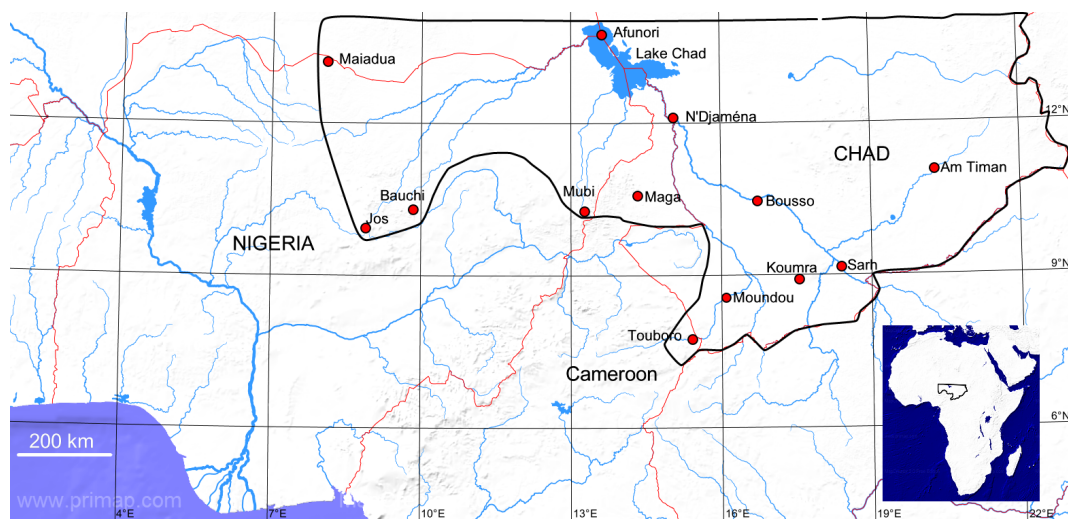 Afunori
Lake Chad
Maiadua
N'Djaména
12°N
CHAD
Am Timan
Bauchi
Mubi
Maga
Bousso
Jos
NIGERIA
Koumra
Sarh
9°N
Moundou
Touboro
Cameroon
6°N
200 km
www.primap.com
4°E
7°E
10°E
13°E
16°E
19°E
22°E